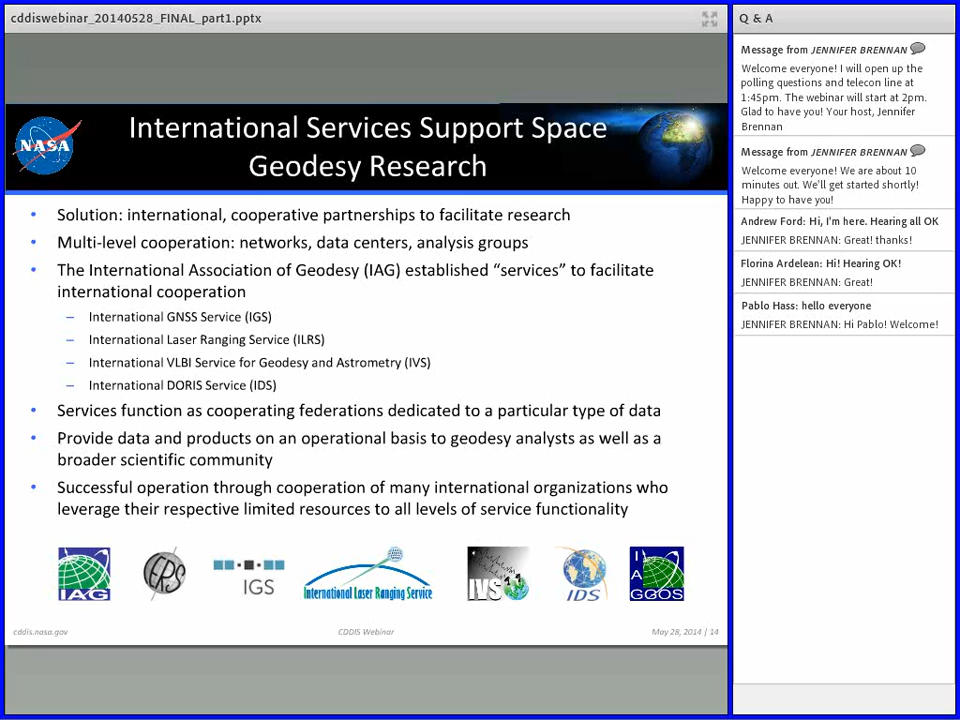 cddiswebinar_20140528_FINAL_part1.pptx
NASA
International Services Support Space
Geodesy Research
• Solution: international, cooperative partnerships to facilitate research
• Multi-level cooperation: networks, data centers, analysis groups
• The International Association of Geodesy (IAG) established “services” to facilitate
international cooperation
– International GNSS Service (IGS)
– International Laser Ranging Service (ILRS)
– International VLBI Service for Geodesy and Astrometry (IVS)
– International DORIS Service (IDS)
• Services function as cooperating federations dedicated to a particular type of data
• Provide data and products on an operational basis to geodesy analysts as well as a
broader scientific community
• Successful operation through cooperation of many international organizations who
leverage their respective limited resources to all levels of service functionality
IAG
IERS
IGS
International Laser Ranging Service
IVS
IDS
IAG
GGOS
cddis.nasa.gov
CDDIS Webinar
May 28, 2014 | 14
Q & A
Message from JENNIFER BRENNAN
Welcome everyone! I will open up the
polling questions and telecon line at
1:45pm. The webinar will start at 2pm.
Glad to have you! Your host, Jennifer
Brennan
Message from JENNIFER BRENNAN
Welcome everyone! We are about 10
minutes out. We'll get started shortly!
Happy to have you!
Andrew Ford: Hi, I'm here. Hearing all OK
JENNIFER BRENNAN: Great! thanks!
Florina Ardelean: Hi! Hearing OK!
JENNIFER BRENNAN: Great!
Pablo Hass: hello everyone
JENNIFER BRENNAN: Hi Pablo! Welcome!